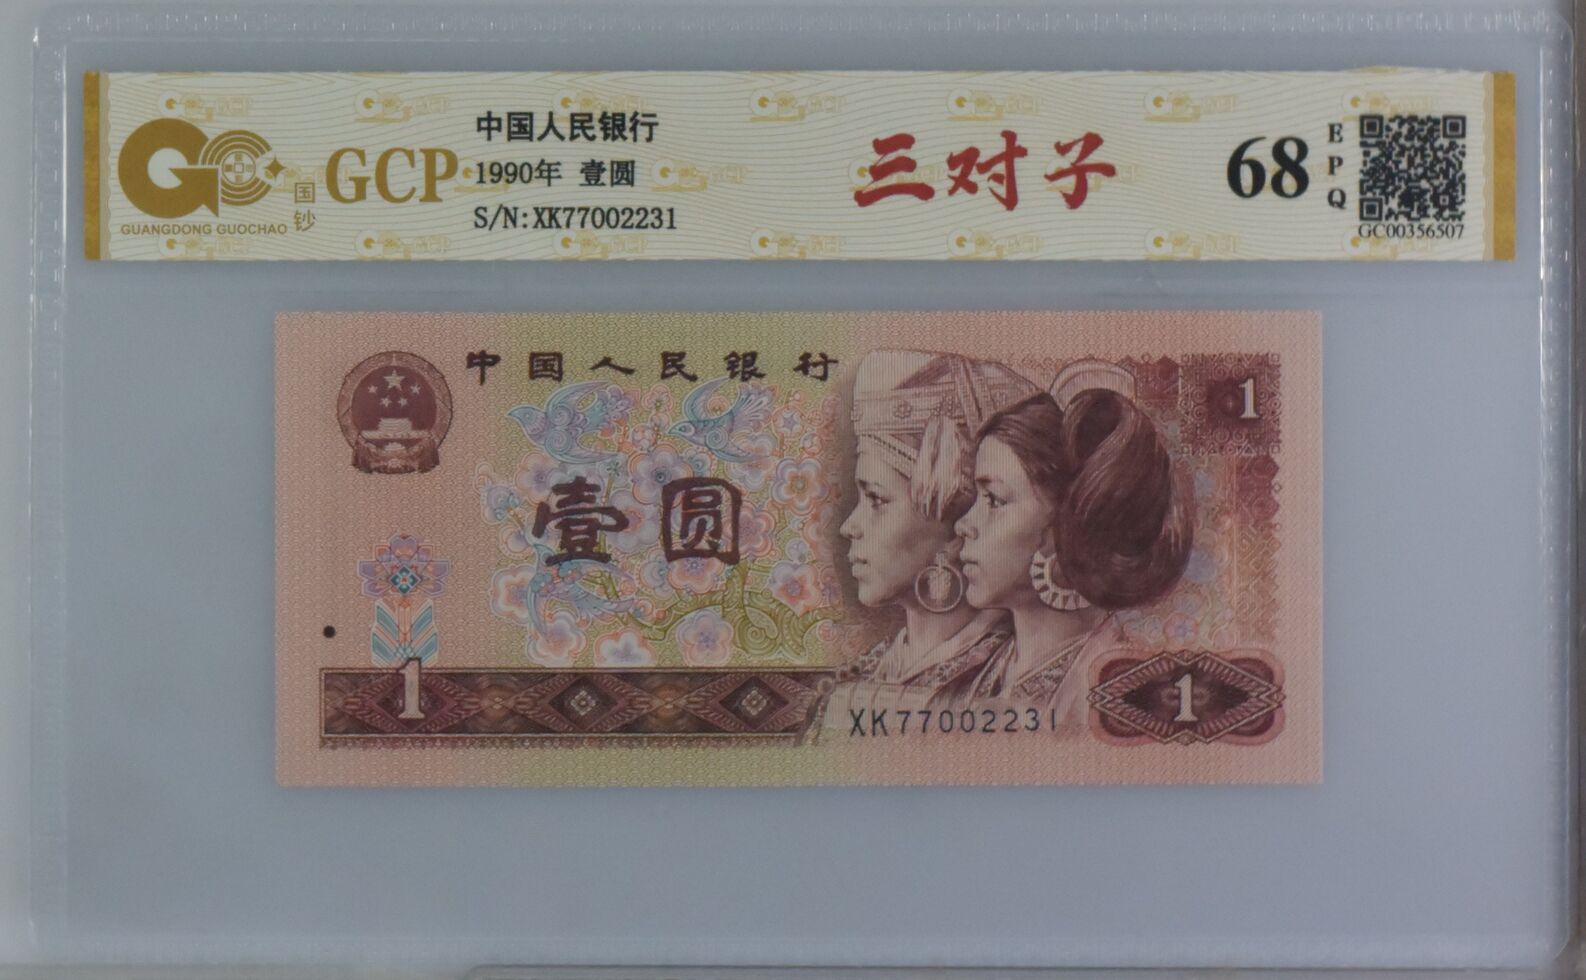 中国人民银行
1990年 壹圆
S/N:XK77002231
GCP
国钞
GUANGDONG GUOCHAO
三对子
68
EPQ
GC00356507
中国人民银行
1
壹圆
1
XK77002231
1